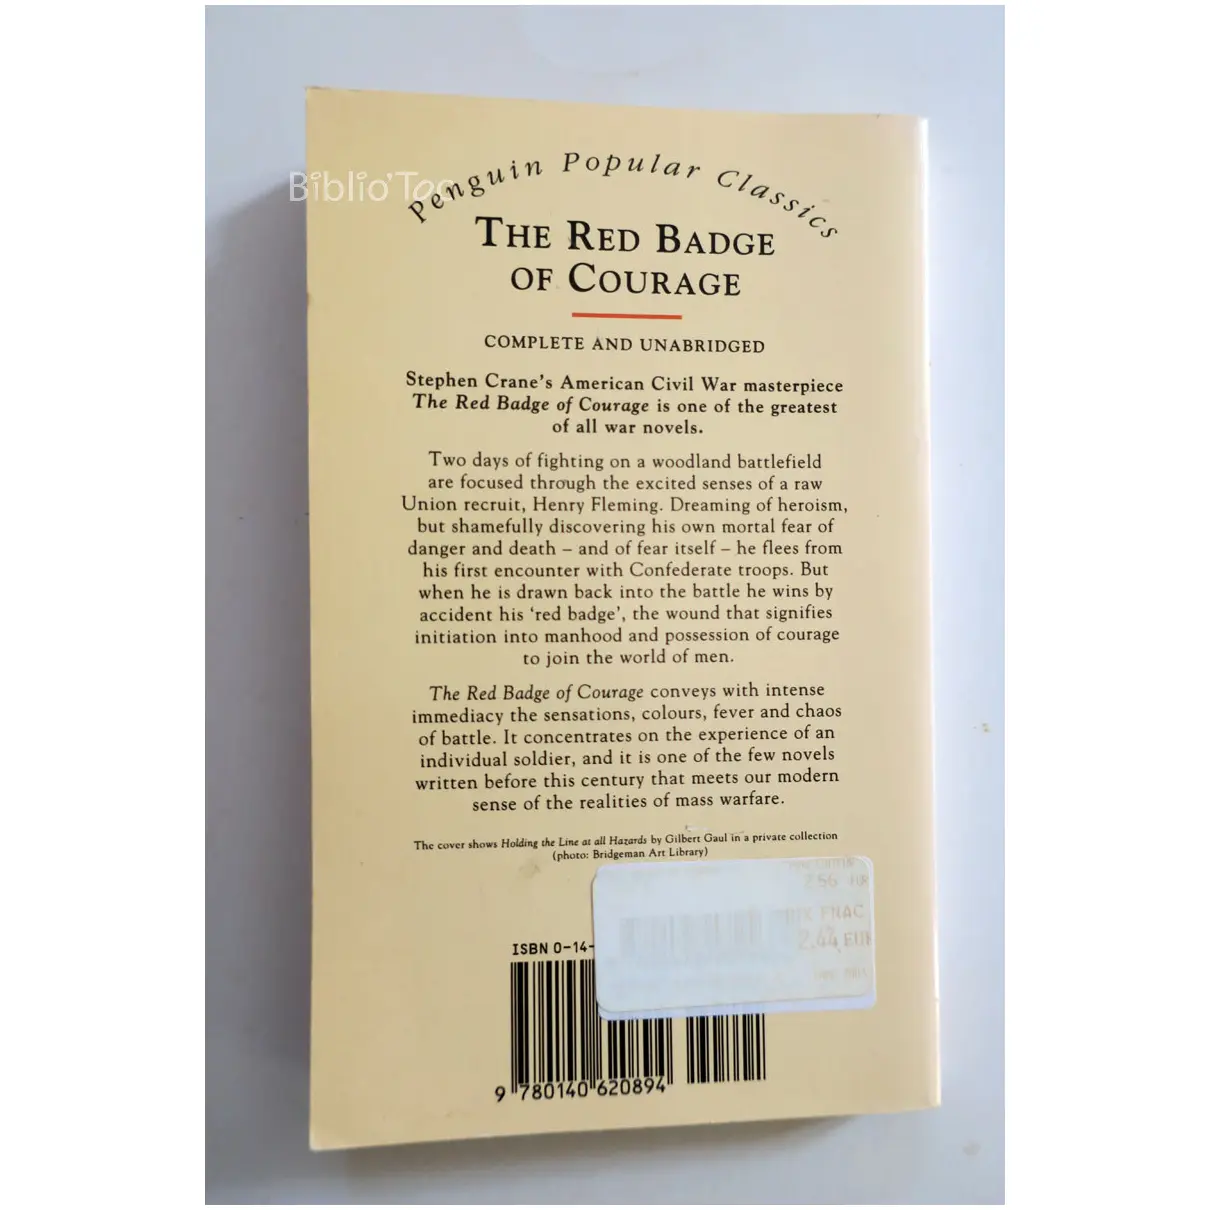 Biblio'Toc
Penguin Popular Classics
THE RED BADGE
OF COURAGE
COMPLETE AND UNABRIDGED
Stephen Crane's American Civil War masterpiece
The Red Badge of Courage is one of the greatest
of all war novels.
Two days of fighting on a woodland battlefield
are focused through the excited senses of a raw
Union recruit, Henry Fleming. Dreaming of heroism,
but shamefully discovering his own mortal fear of
danger and death – and of fear itself – he flees from
his first encounter with Confederate troops. But
when he is drawn back into the battle he wins by
accident his ‘red badge’, the wound that signifies
initiation into manhood and possession of courage
to join the world of men.
The Red Badge of Courage conveys with intense
immediacy the sensations, colours, fever and chaos
of battle. It concentrates on the experience of an
individual soldier, and it is one of the few novels
written before this century that meets our modern
sense of the realities of mass warfare.
The cover shows Holding the Line at all Hazards by Gilbert Gaul in a private collection
(photo: Bridgeman Art Library)
EUR
FNAC
2,44 EUR
ISBN 0-14-
9 780140 620894